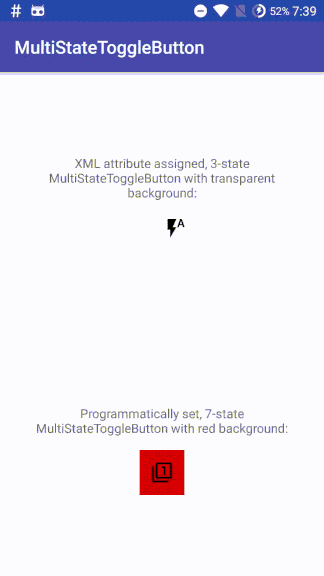 52% 7:39
MultiStateToggleButton
XML attribute assigned, 3-state
MultiStateToggleButton with transparent
background:
A
Programmatically set, 7-state
MultiStateToggleButton with red background:
1